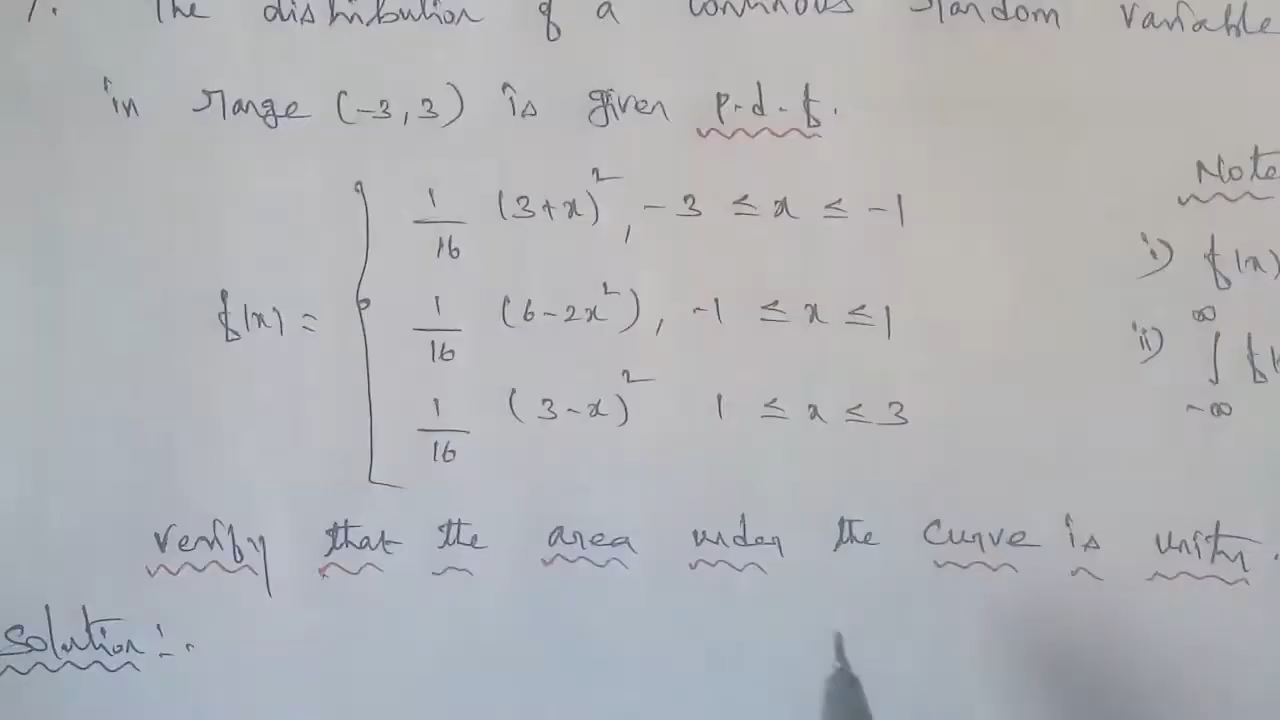 1. The distribution of a continous random variable
in range (-3,3) is given p.d.f.
Note
f(x) = { 1/16 (3+x)², -3 ≤ x ≤ -1
1/16 (6-2x²), -1 ≤ x ≤ 1
1/16 (3-x)² 1 ≤ x ≤ 3
i) f(x)
ii) ∫ -∞ ∞ f(
verify that the area under the curve is unity.
Solution :-